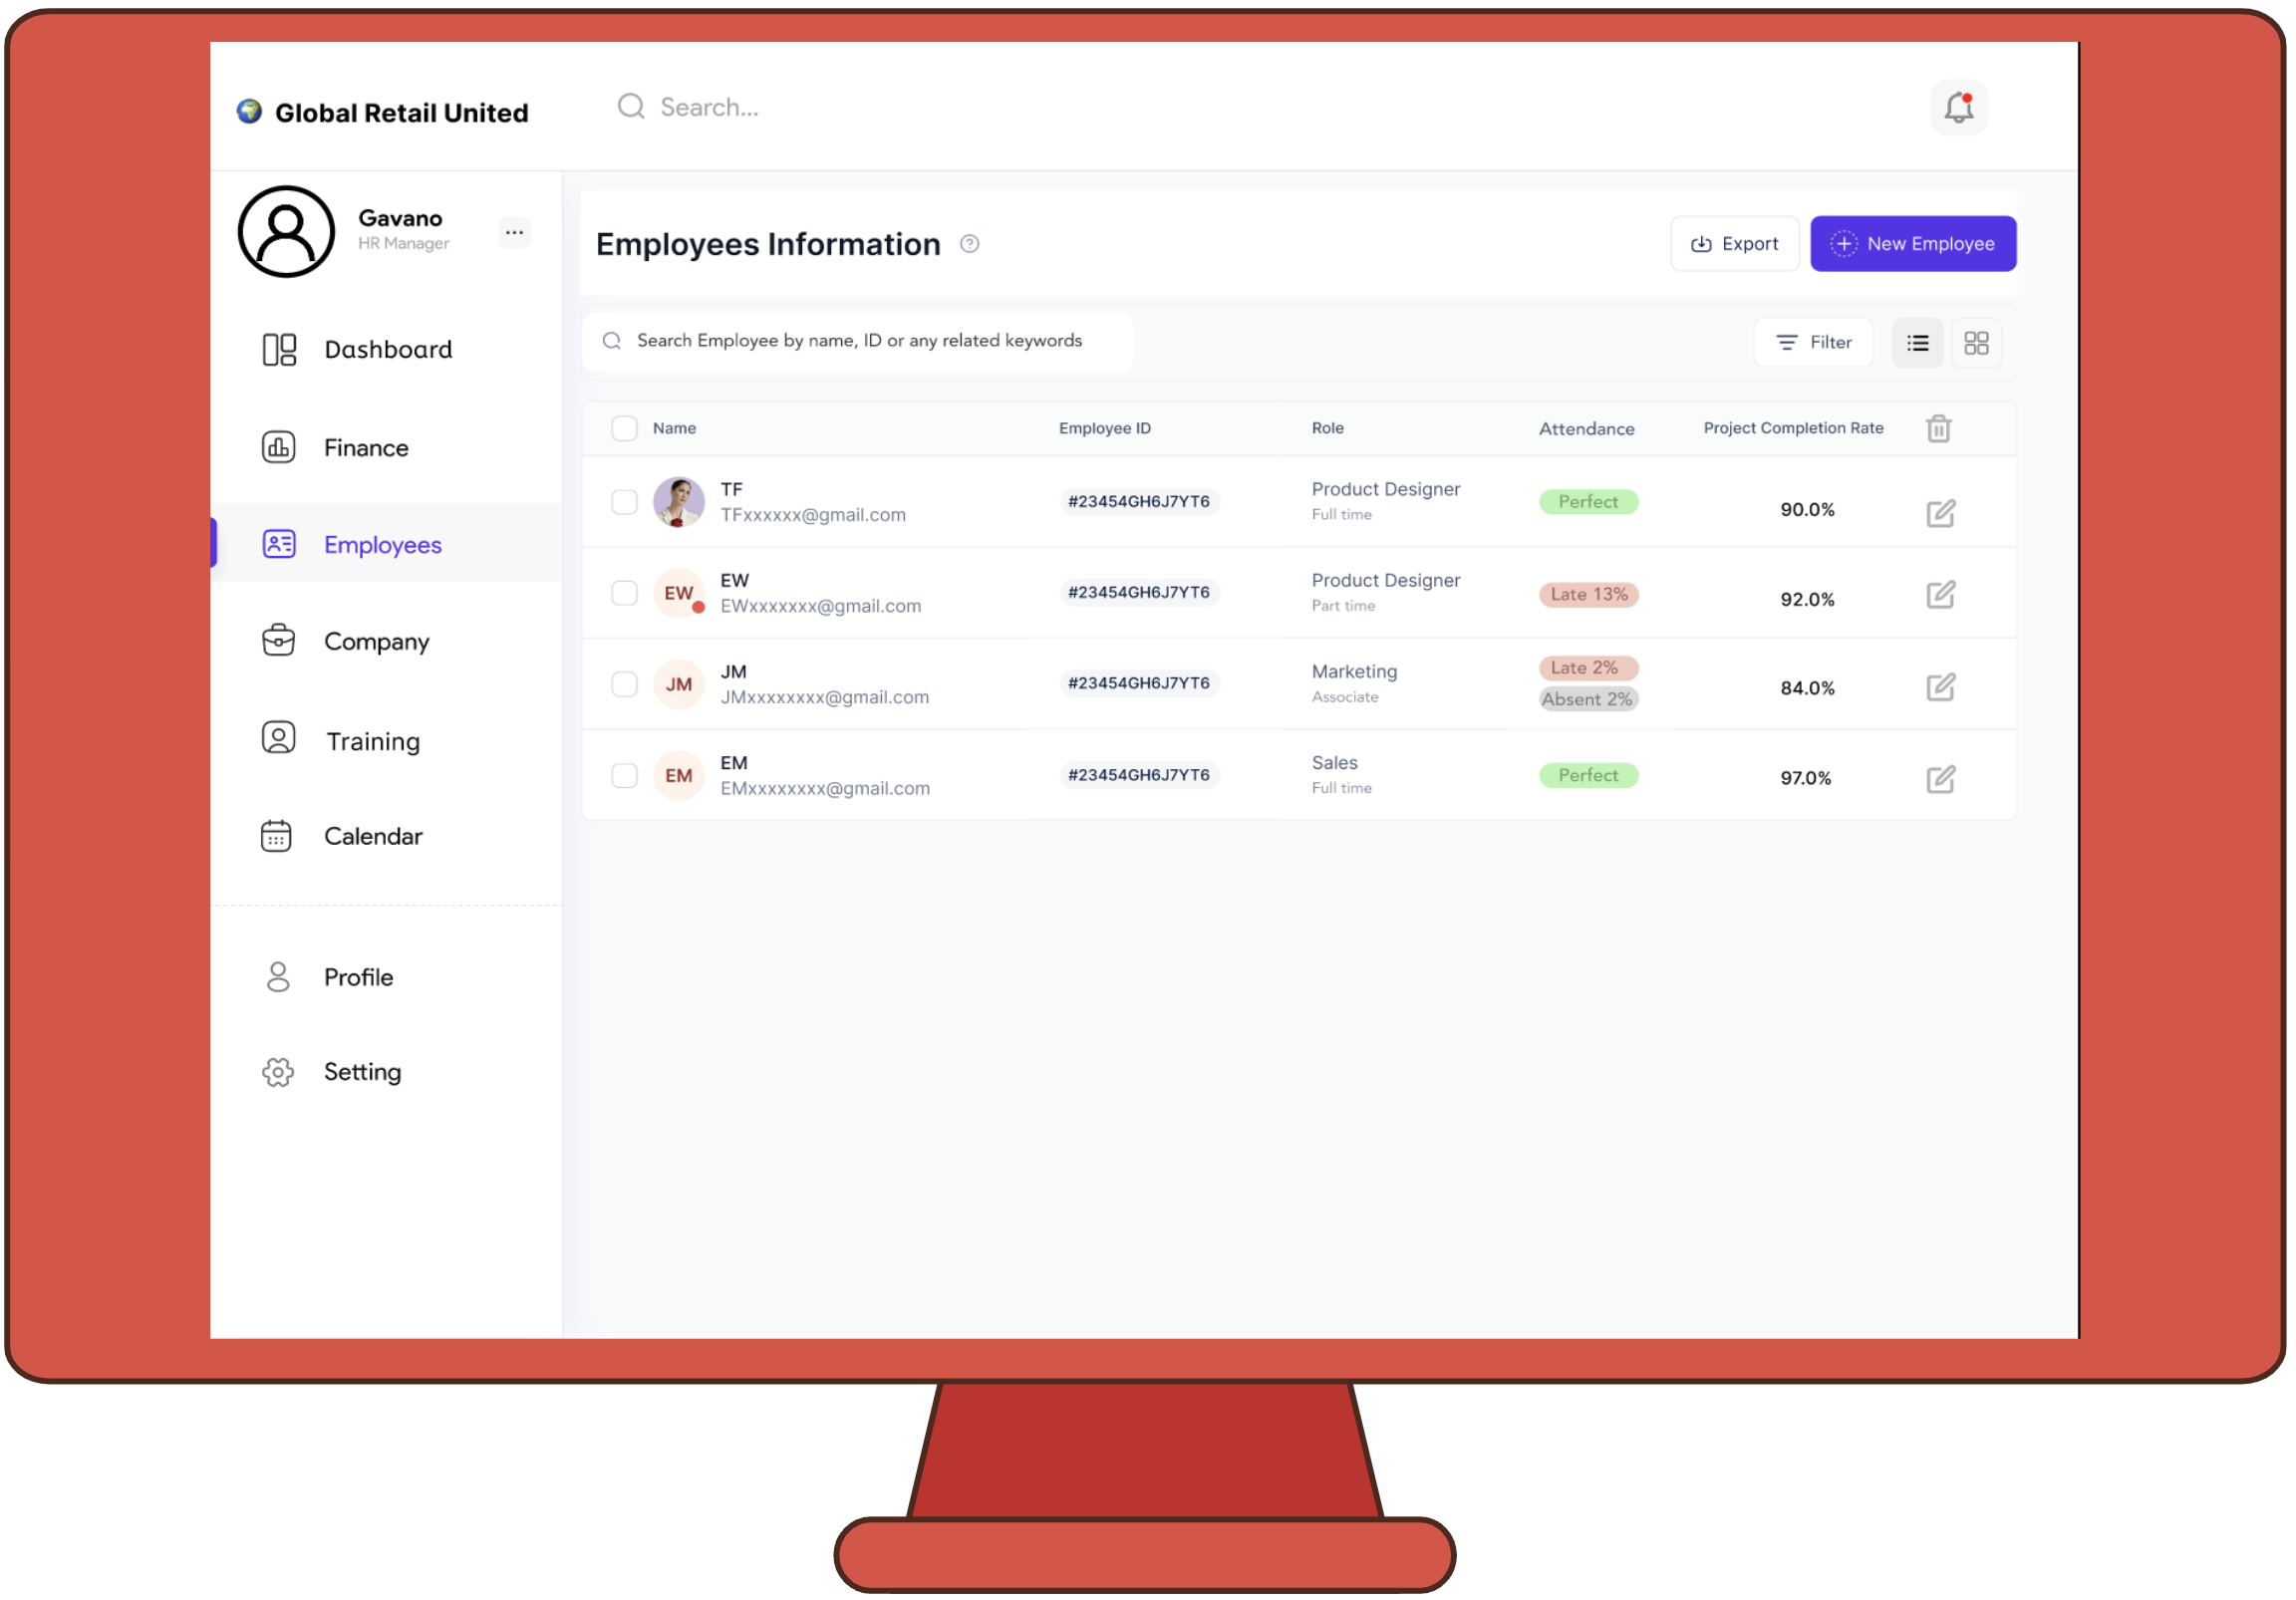 Global Retail United
Search...
Gavano
HR Manager
...
Dashboard
Finance
Employees
Company
Training
Calendar
Profile
Setting
Employees Information ?
Export
New Employee
Search Employee by name, ID or any related keywords
Filter
Name Employee ID Role Attendance Project Completion Rate
TF
TFxxxxxx@gmail.com
#23454GH6J7YT6
Product Designer
Full time
Perfect
90.0%
EW
EW
EWxxxxxxx@gmail.com
#23454GH6J7YT6
Product Designer
Part time
Late 13%
92.0%
JM
JM
JMxxxxxxxx@gmail.com
#23454GH6J7YT6
Marketing
Associate
Late 2%
Absent 2%
84.0%
EM
EM
EMxxxxxxxx@gmail.com
#23454GH6J7YT6
Sales
Full time
Perfect
97.0%